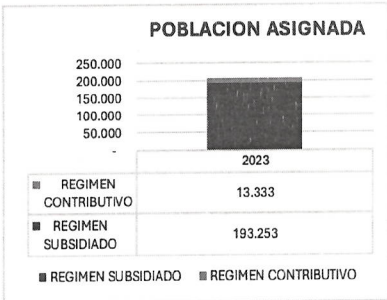 POBLACION ASIGNADA
250.000
200.000
150.000
100.000
50.000
-
2023
REGIMEN CONTRIBUTIVO 13.333
REGIMEN SUBSIDIADO 193.253
REGIMEN SUBSIDIADO REGIMEN CONTRIBUTIVO